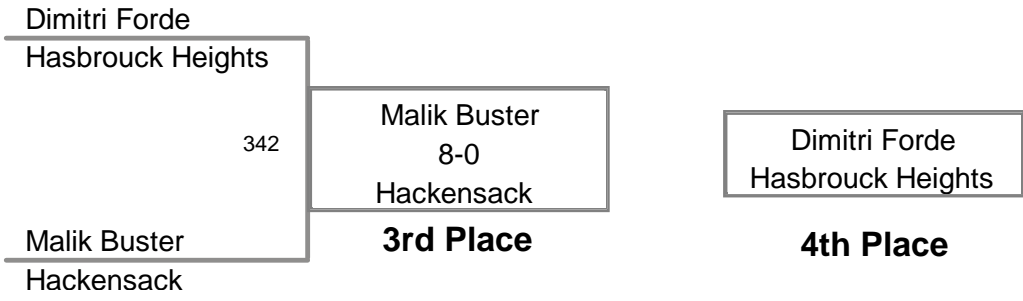 Dimitri Forde
Hasbrouck Heights
342
Malik Buster
Hackensack
Malik Buster
8-0
Hackensack
3rd Place
Dimitri Forde
Hasbrouck Heights
4th Place